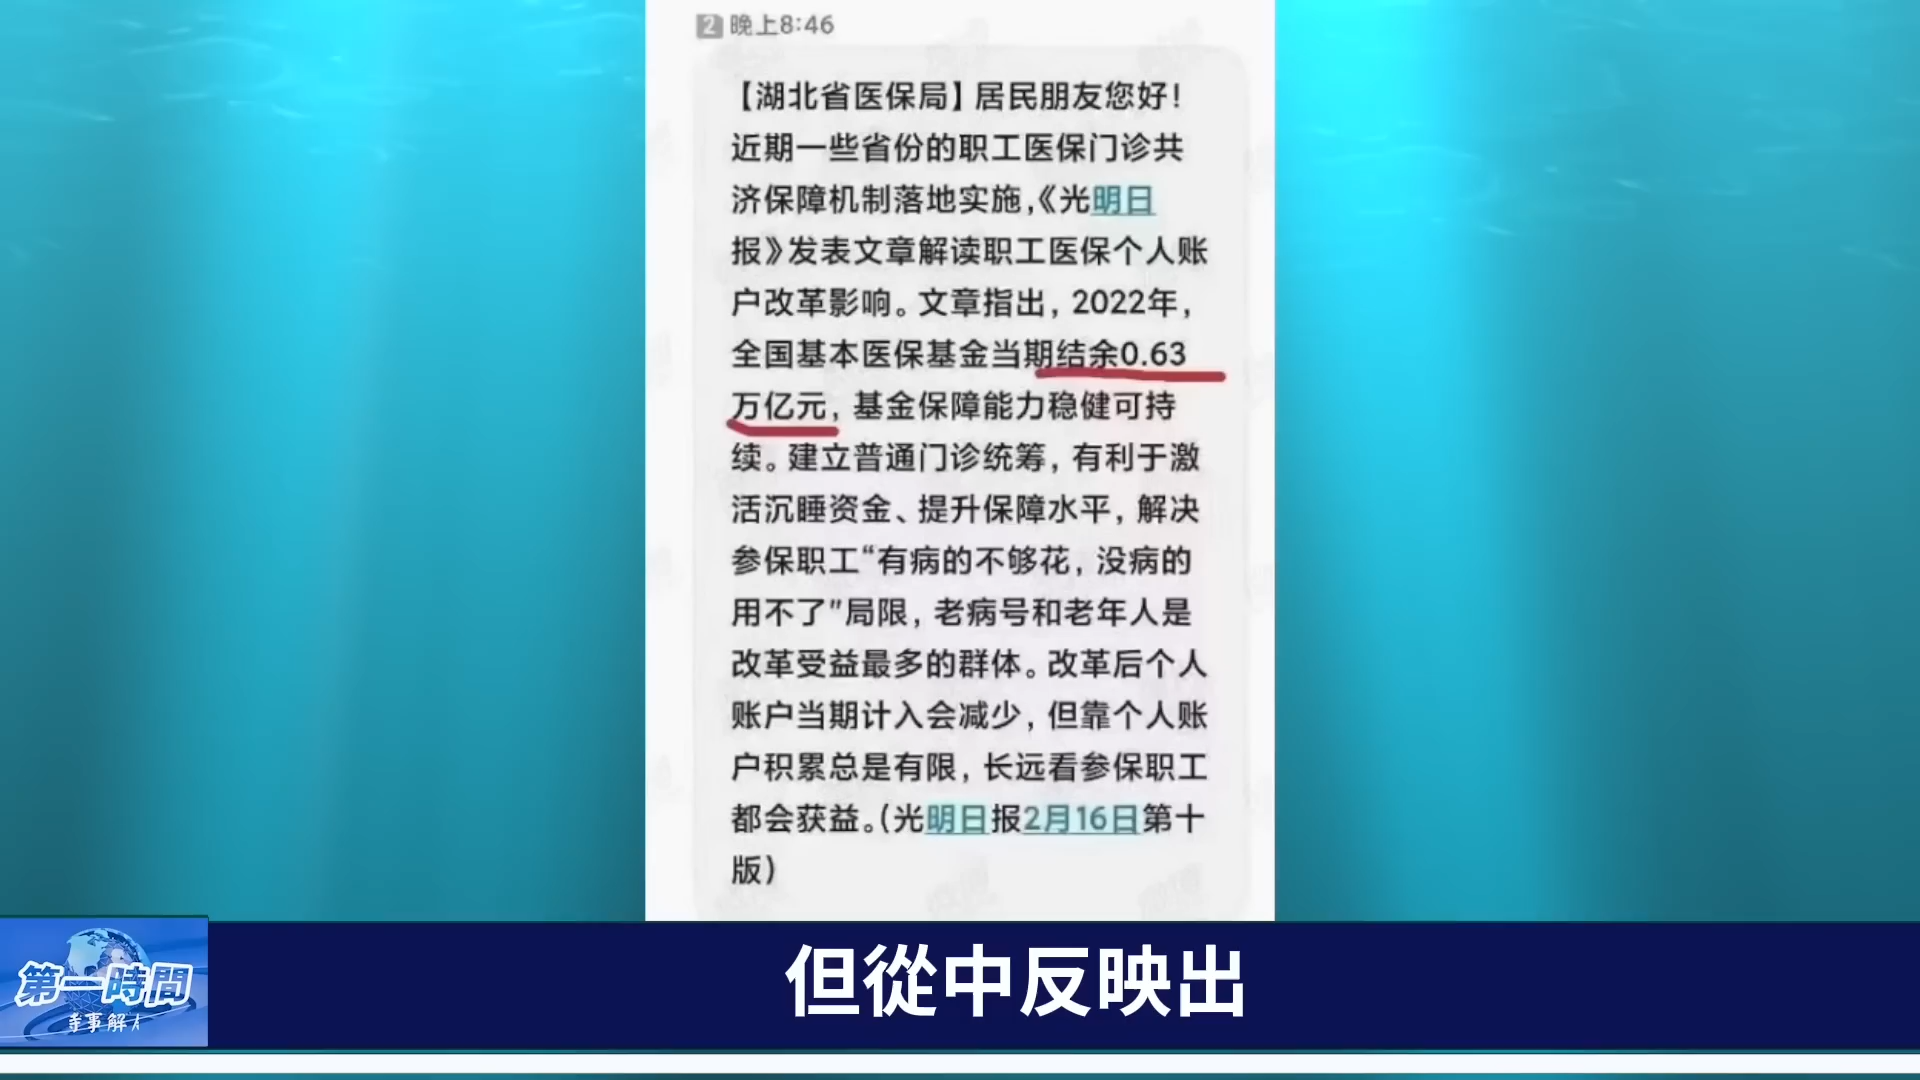 2 晚上8:46
【湖北省医保局】居民朋友您好！
近期一些省份的职工医保门诊共
济保障机制落地实施，《光明日
报》发表文章解读职工医保个人账
户改革影响。文章指出，2022年，
全国基本医保基金当期结余0.63
万亿元，基金保障能力稳健可持
续。建立普通门诊统筹，有利于激
活沉睡资金、提升保障水平，解决
参保职工“有病的不够花，没病的
用不了”局限，老病号和老年人是
改革受益最多的群体。改革后个人
账户当期计入会减少，但靠个人账
户积累总是有限，长远看参保职工
都会获益。（光明日报2月16日第十
版）
但從中反映出
第一時間